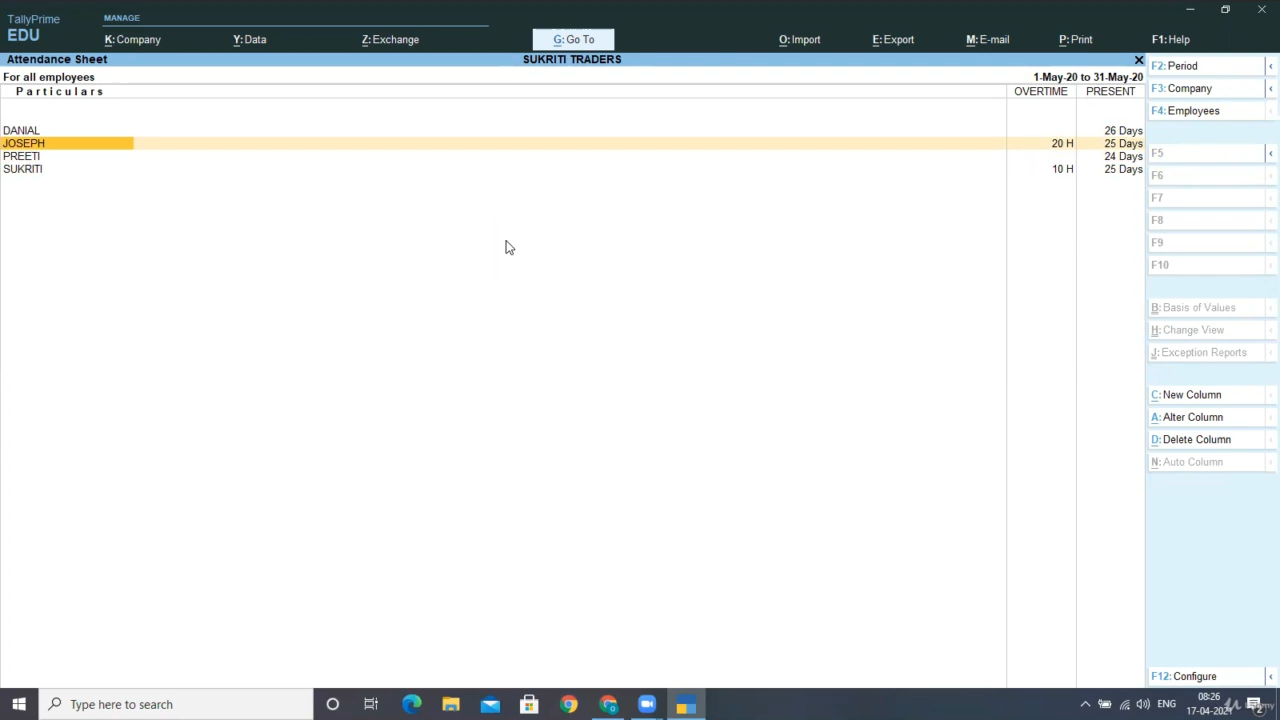 TallyPrime
EDU
MANAGE
K: Company
Y: Data
Z: Exchange
G: Go To
O: Import
E: Export
M: E-mail
P: Print
F1: Help
Attendance Sheet
SUKRITI TRADERS
For all employees
1-May-20 to 31-May-20
Particulars
OVERTIME
PRESENT
DANIAL 26 Days
JOSEPH 20 H 25 Days
PREETI 24 Days
SUKRITI 10 H 25 Days
F2: Period
F3: Company
F4: Employees
F5
F6
F7
F8
F9
F10
B: Basis of Values
H: Change View
J: Exception Reports
C: New Column
A: Alter Column
D: Delete Column
N: Auto Column
F12: Configure
Type here to search
ENG
08:26
17-04-2021
2